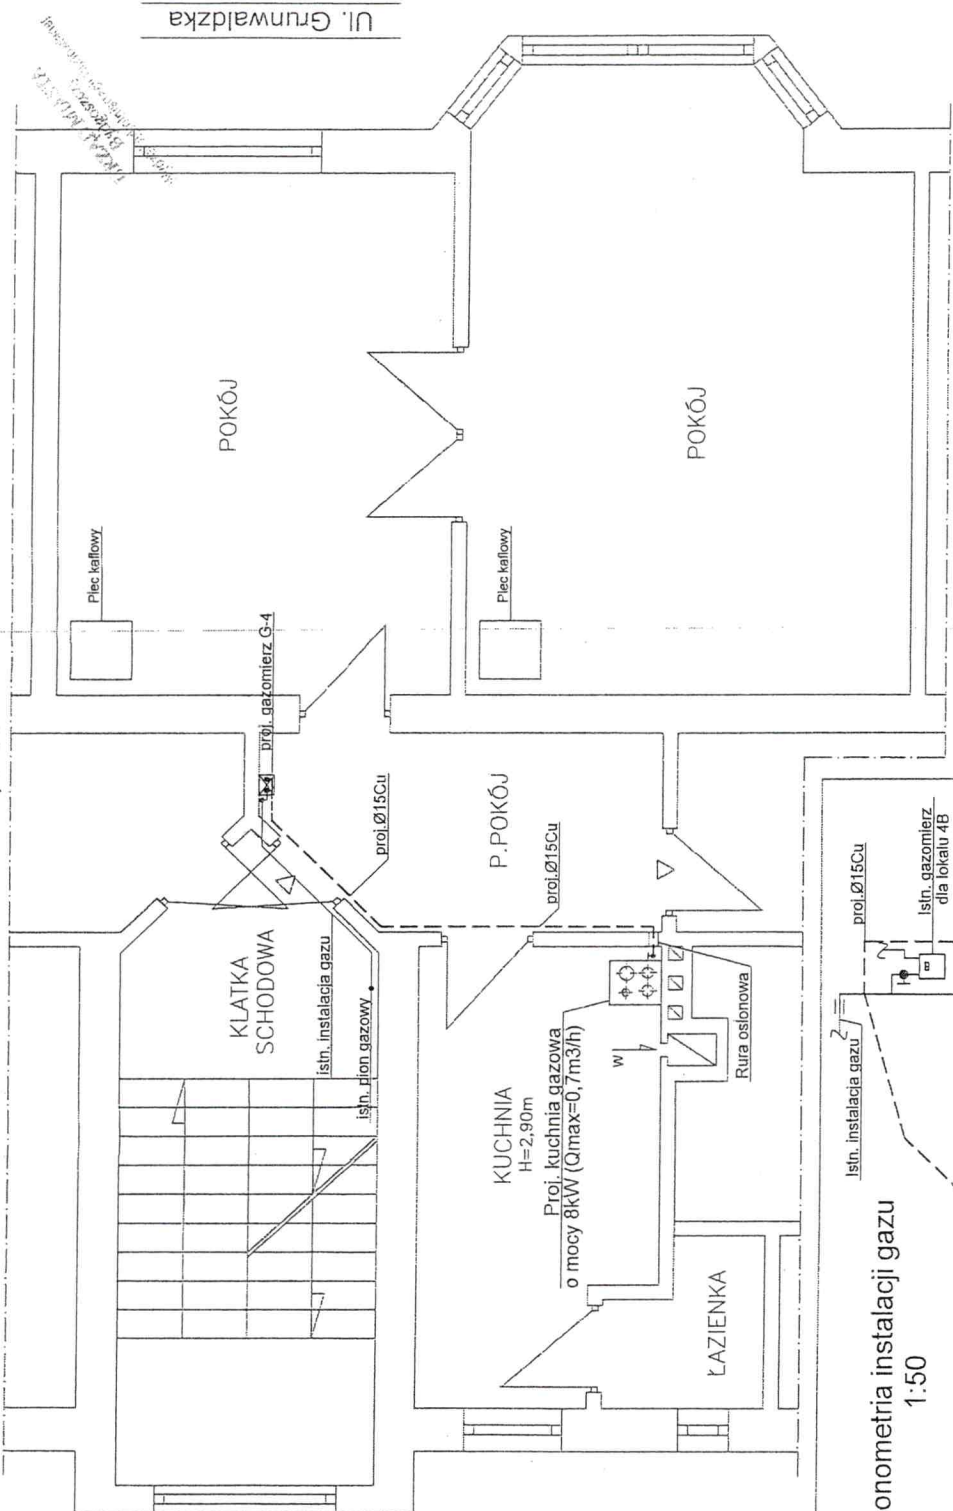 Ul. Grunwaldzka
URZĄD MIASTA
POKÓJ
POKÓJ
Piec kaflowy
Piec kaflowy
proj. gazomierz G-4
proj.Ø15Cu
P.POKÓJ
proj.Ø15Cu
KLATKA
SCHODOWA
istn. instalacja gazu
istn. pion gazowy
KUCHNIA
H=2,90m
Proj. kuchnia gazowa
o mocy 8kW (Qmax=0,7m3/h)
w
Rura osłonowa
ŁAZIENKA
proj.Ø15Cu
Istn. gazomierz
dla lokalu 4B
Istn. instalacja gazu
onometria instalacji gazu
1:50